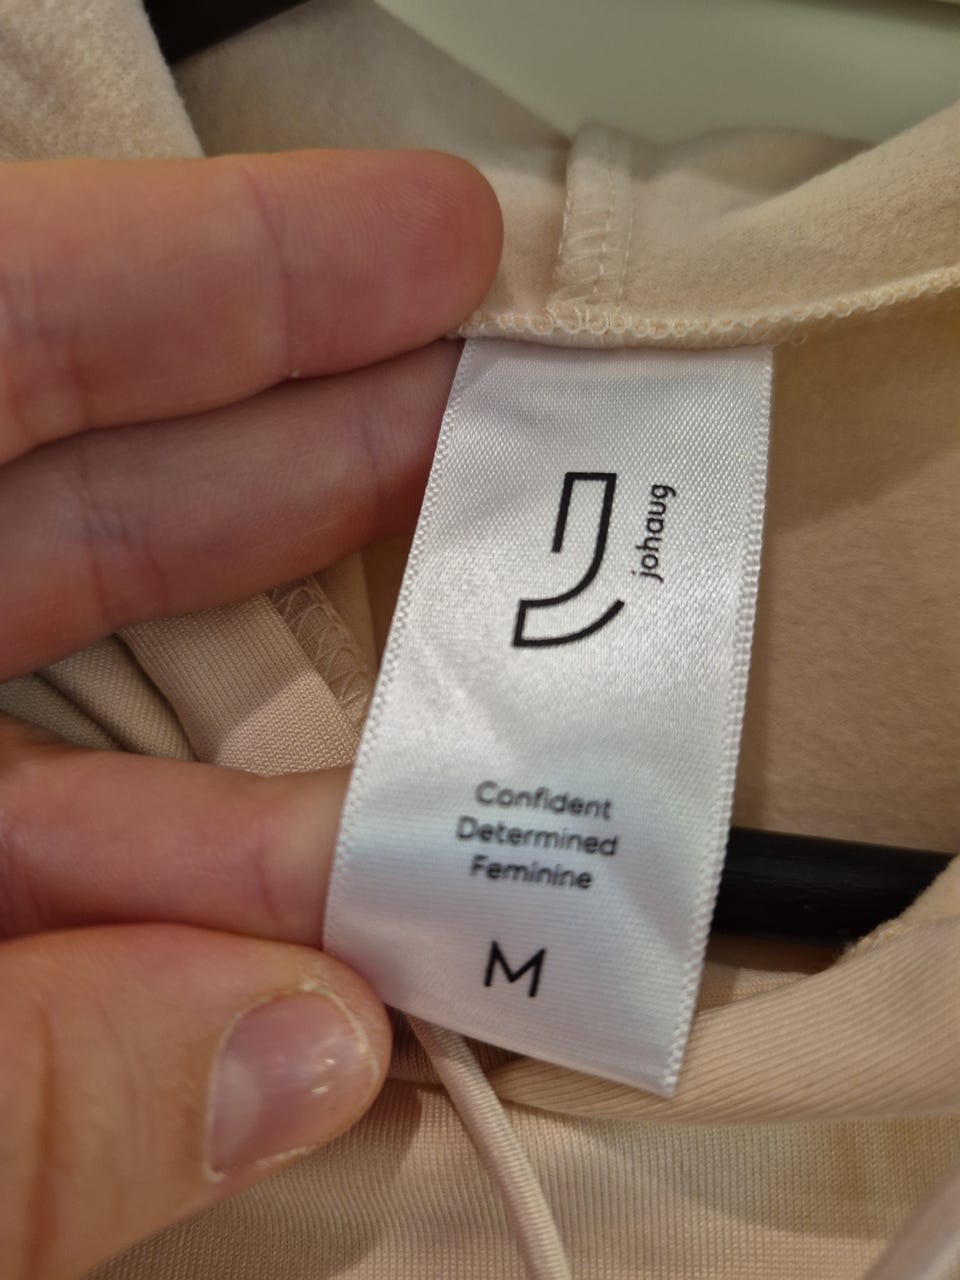 johaug
Confident
Determined
Feminine
M